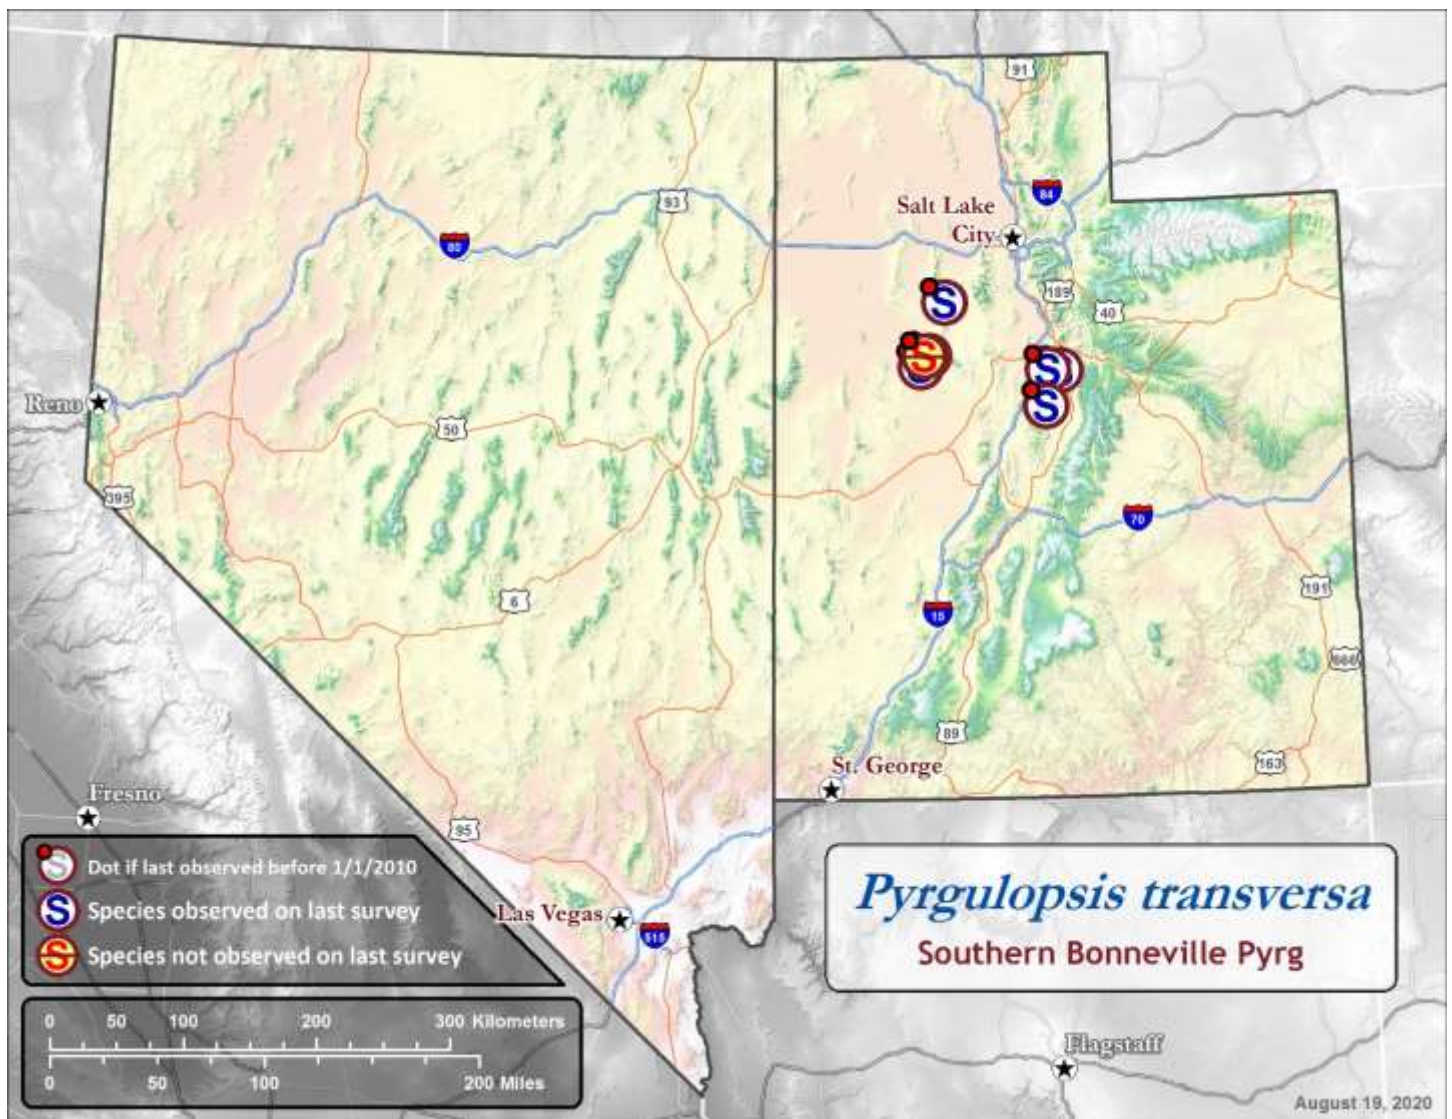 91
84
Salt Lake
City
93
80
189
40
S
S
S
S
Reno
50
395
70
6
15
191
666
89
163
St. George
Fresno
95
S Dot if last observed before 1/1/2010
S Species observed on last survey
S Species not observed on last survey
Las Vegas
515
Pyrgulopsis transversa
Southern Bonneville Pyrg
0 50 100 200 300 Kilometers
0 50 100 200 Miles
Flagstaff
August 19, 2020